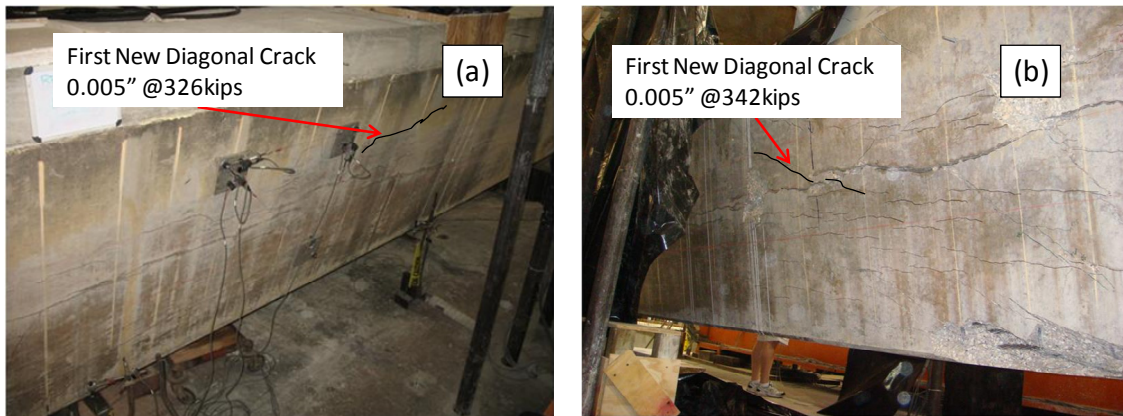 First New Diagonal Crack
0.005” @326kips
(a)
First New Diagonal Crack
0.005” @342kips
(b)